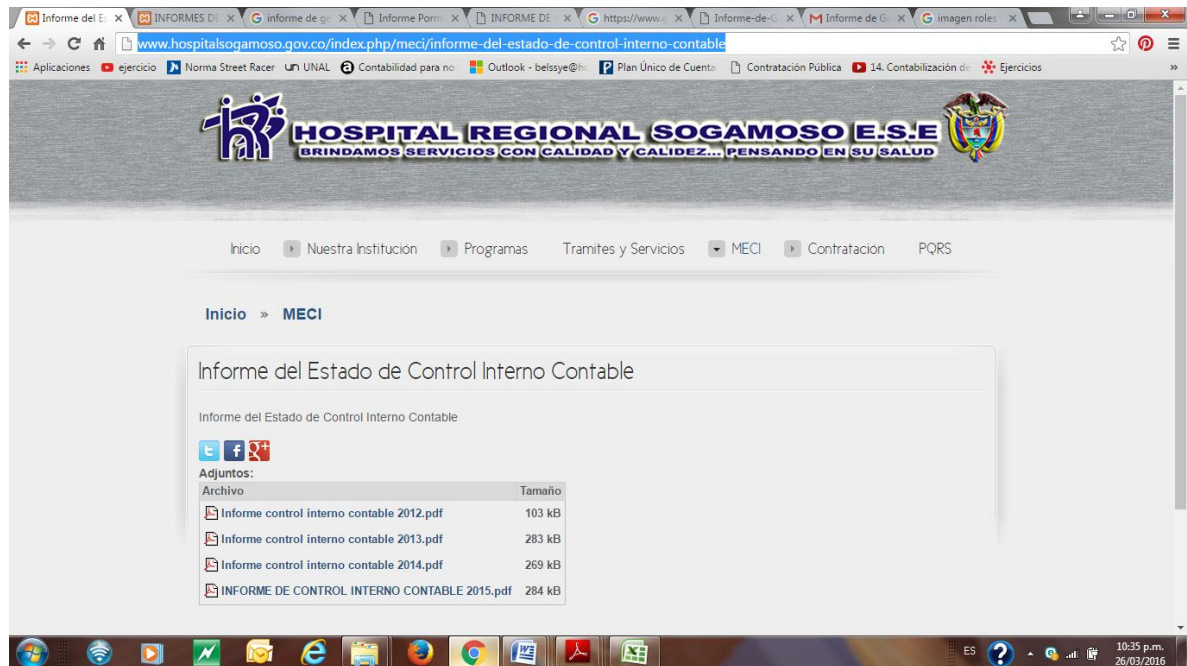 Informe del Es
INFORMES DE
informe de ge
Informe Porm
INFORME DE
https://www.c
Informe-de-G
Informe de Ge
imagen roles
www.hospitalsogamoso.gov.co/index.php/meci/informe-del-estado-de-control-interno-contable
Aplicaciones ejercicio Norma Street Racer UNAL Contabilidad para no Outlook - belssye@ho Plan Único de Cuenta Contratación Pública 14. Contabilización de Ejercicios »
HOSPITAL REGIONAL SOGAMOSO E.S.E
BRINDAMOS SERVICIOS CON CALIDAD Y CALIDEZ... PENSANDO EN SU SALUD
Inicio Nuestra Institución Programas Tramites y Servicios MECI Contratación PQRS
Inicio » MECI
Informe del Estado de Control Interno Contable
Informe del Estado de Control Interno Contable
Adjuntos:
Archivo Tamaño
Informe control interno contable 2012.pdf 103 kB
Informe control interno contable 2013.pdf 283 kB
Informe control interno contable 2014.pdf 269 kB
INFORME DE CONTROL INTERNO CONTABLE 2015.pdf 284 kB
ES 10:35 p.m.
26/03/2016